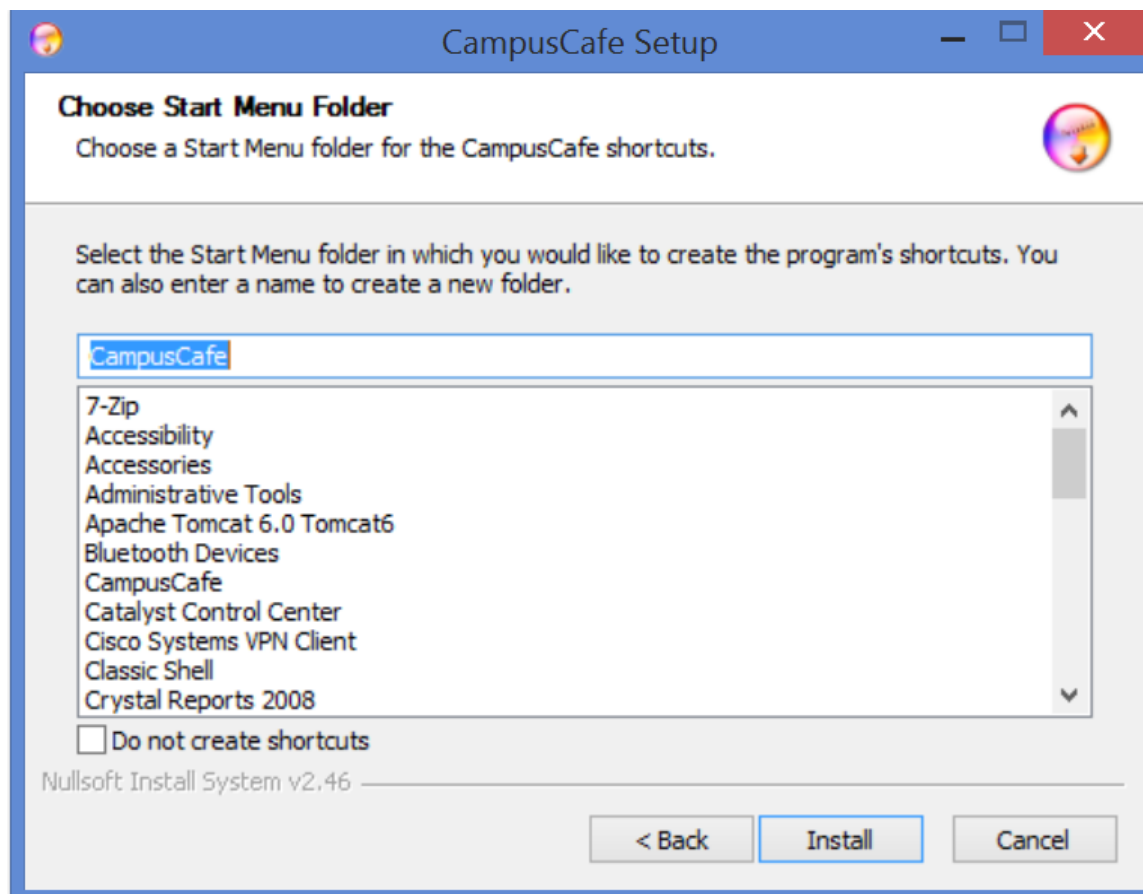 CampusCafe Setup
Choose Start Menu Folder
Choose a Start Menu folder for the CampusCafe shortcuts.
Select the Start Menu folder in which you would like to create the program's shortcuts. You
can also enter a name to create a new folder.
CampusCafe
7-Zip
Accessibility
Accessories
Administrative Tools
Apache Tomcat 6.0 Tomcat6
Bluetooth Devices
CampusCafe
Catalyst Control Center
Cisco Systems VPN Client
Classic Shell
Crystal Reports 2008
Do not create shortcuts
Nullsoft Install System v2.46
< Back Install Cancel